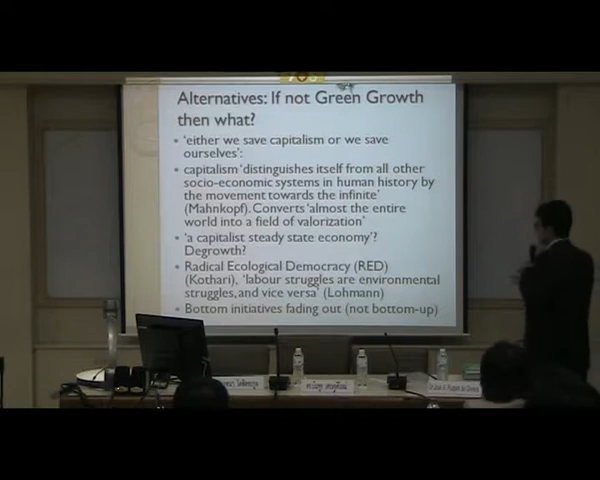 Alternatives: If not Green Growth
then what?
• 'either we save capitalism or we save
ourselves':
• capitalism 'distinguishes itself from all other
socio-economic systems in human history by
the movement towards the infinite'
(Mahnkopf). Converts 'almost the entire
world into a field of valorization'
• 'a capitalist steady state economy'?
Degrowth?
• Radical Ecological Democracy (RED)
(Kothari), 'labour struggles are environmental
struggles, and vice versa' (Lohmann)
• Bottom initiatives fading out (not bottom-up)